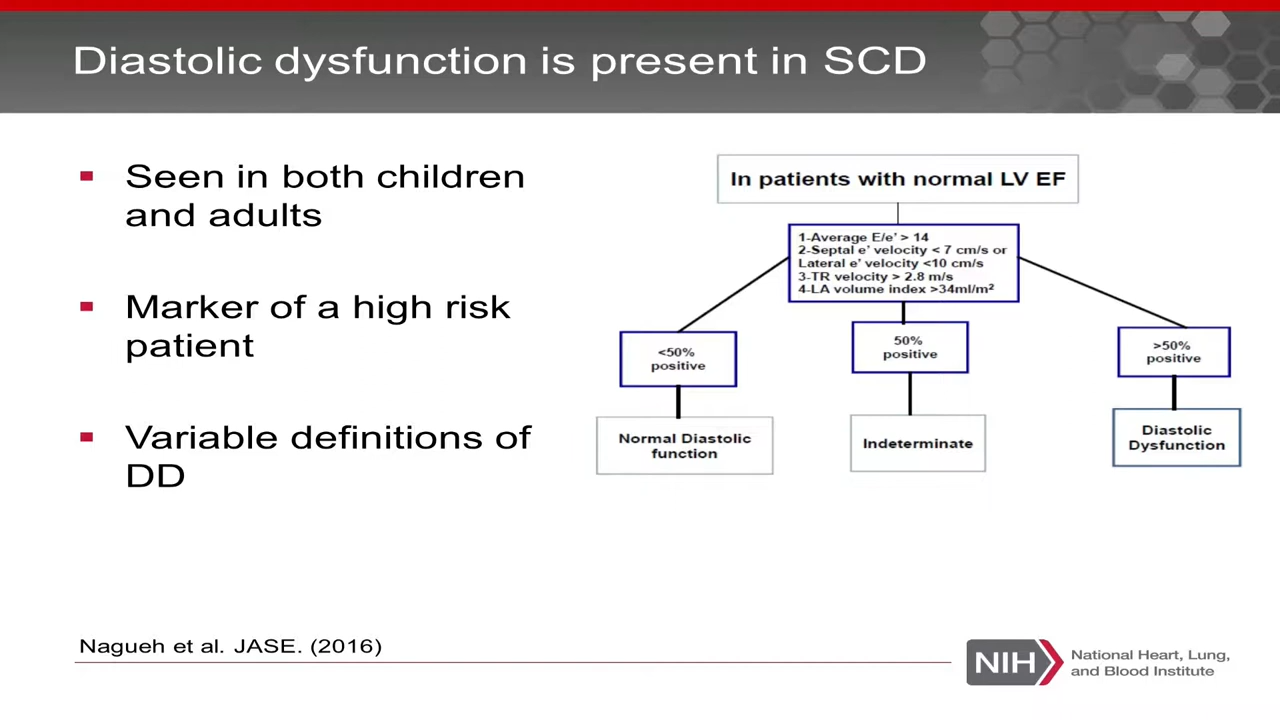 Diastolic dysfunction is present in SCD
▪ Seen in both children
and adults
▪ Marker of a high risk
patient
▪ Variable definitions of
DD
In patients with normal LV EF
1-Average E/e' > 14
2-Septal e' velocity < 7 cm/s or
Lateral e' velocity <10 cm/s
3-TR velocity > 2.8 m/s
4-LA volume index >34ml/m²
<50%
positive
50%
positive
>50%
positive
Normal Diastolic
function
Indeterminate
Diastolic
Dysfunction
Nagueh et al. JASE. (2016)
NIH
National Heart, Lung,
and Blood Institute